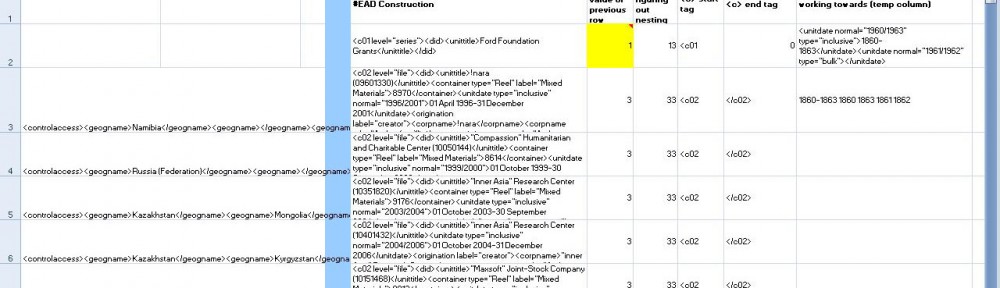 #EAD Construction
value of previous row
figuring out nesting
<c> start tag
<c> end tag
working towards (temp column)
1
2
<c01 level="series"><did><unittitle>Ford Foundation
Grants</unittitle></did>
1
13 <c01
0
<unitdate normal="1960/1963"
type="inclusive">1860-
1863</unitdate><unitdate normal="1961/1962"
type="bulk"></unitdate>
3 <controlaccess><geogname>Namibia</geogname><geogname></geogname><geognam
<c02 level="file"><did><unittitle>!nara
(09601330)</unittitle><container type="Reel" label="Mixed
Materials">8970</container><unitdate type="inclusive"
normal="1996/2001">01 April 1996-31 December
2001</unitdate><origination
label="creator"><corpname>!nara</corpname
3
33 <c02
</c02>
1860-1863 1860 1863 1861 1862
4 <controlaccess><geogname>Russia (Federation)</geogname><geogname></geogname>
<c02 level="file"><did><unittitle>"Compassion" Humanitarian
and Charitable Center (10050144)</unittitle><container
type="Reel" label="Mixed Materials">8614</container><unitdate
type="inclusive" normal="1999/2000">01 October 1999-30
3
33 <c02
</c02>
5 <controlaccess><geogname>Kazakhstan</geogname><geogname>Mongolia</geogname
<c02 level="file"><did><unittitle>"Inner Asia" Research Center
(10351820)</unittitle><container type="Reel" label="Mixed
Materials">9176</container><unitdate type="inclusive"
normal="2003/2004">01 October 2003-30 September
3
33 <c02
</c02>
6 <controlaccess><geogname>Kazakhstan</geogname><geogname>Kyrgyzstan</geogname
<c02 level="file"><did><unittitle>"inner Asia" Research Center
(10401432)</unittitle><unitdate type="inclusive"
normal="2004/2006">01 October 2004-31 December
2006</unitdate><origination label="creator"><corpname>"inner
3
33 <c02
</c02>
<c02 level="file"><did><unittitle>"Maxsoft" Joint-Stock Company
(10151468)</unittitle><container type="Reel" label="Mixed